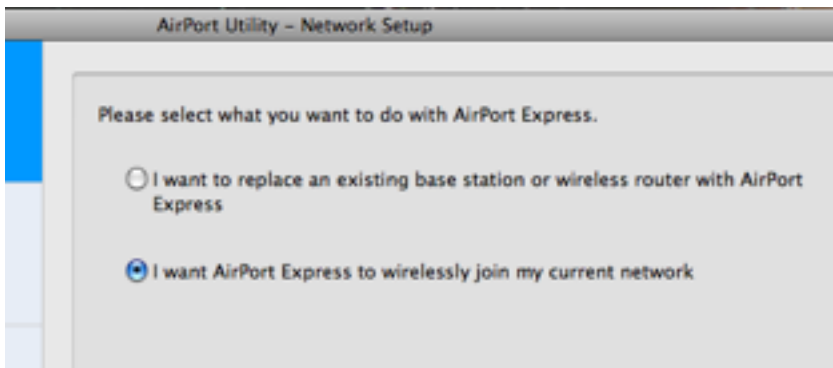 AirPort Utility – Network Setup
Please select what you want to do with AirPort Express.
I want to replace an existing base station or wireless router with AirPort
Express
I want AirPort Express to wirelessly join my current network